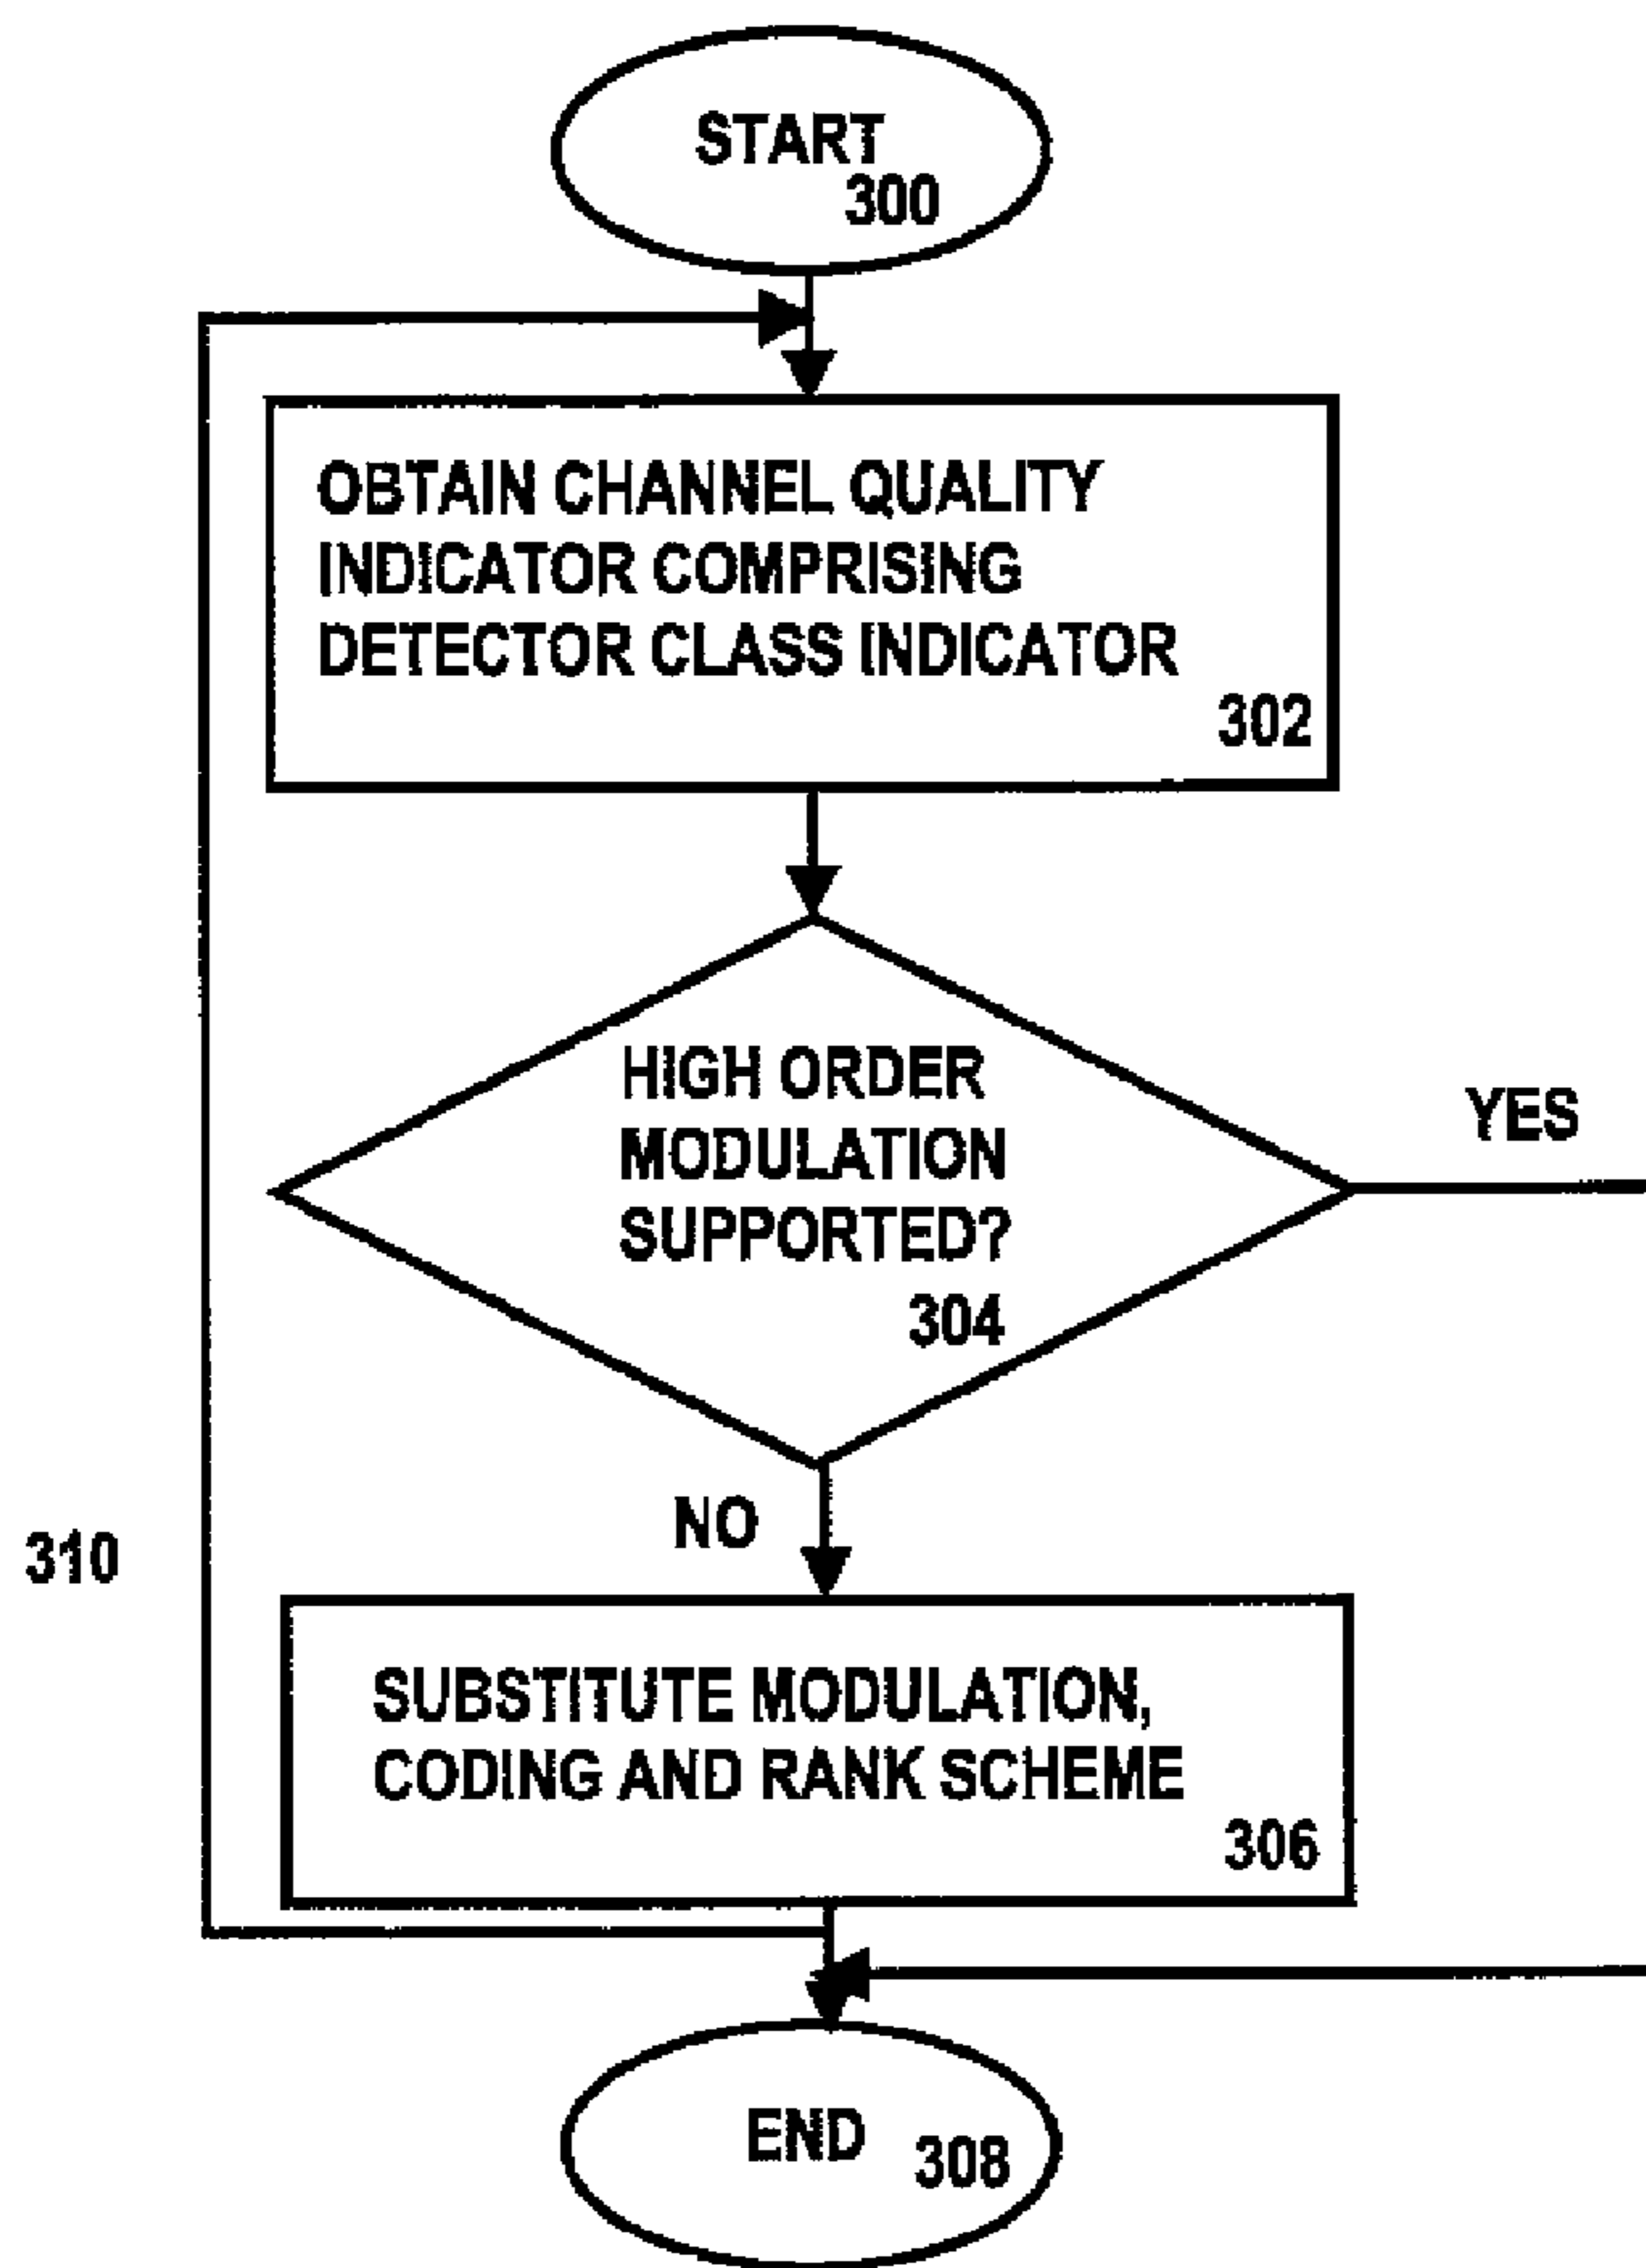 START
300
OBTAIN CHANNEL QUALITY
INDICATOR COMPRISING
DETECTOR CLASS INDICATOR
302
HIGH ORDER
MODULATION
SUPPORTED?
304
YES
NO
310
SUBSTITUTE MODULATION,
CODING AND RANK SCHEME
306
END 308